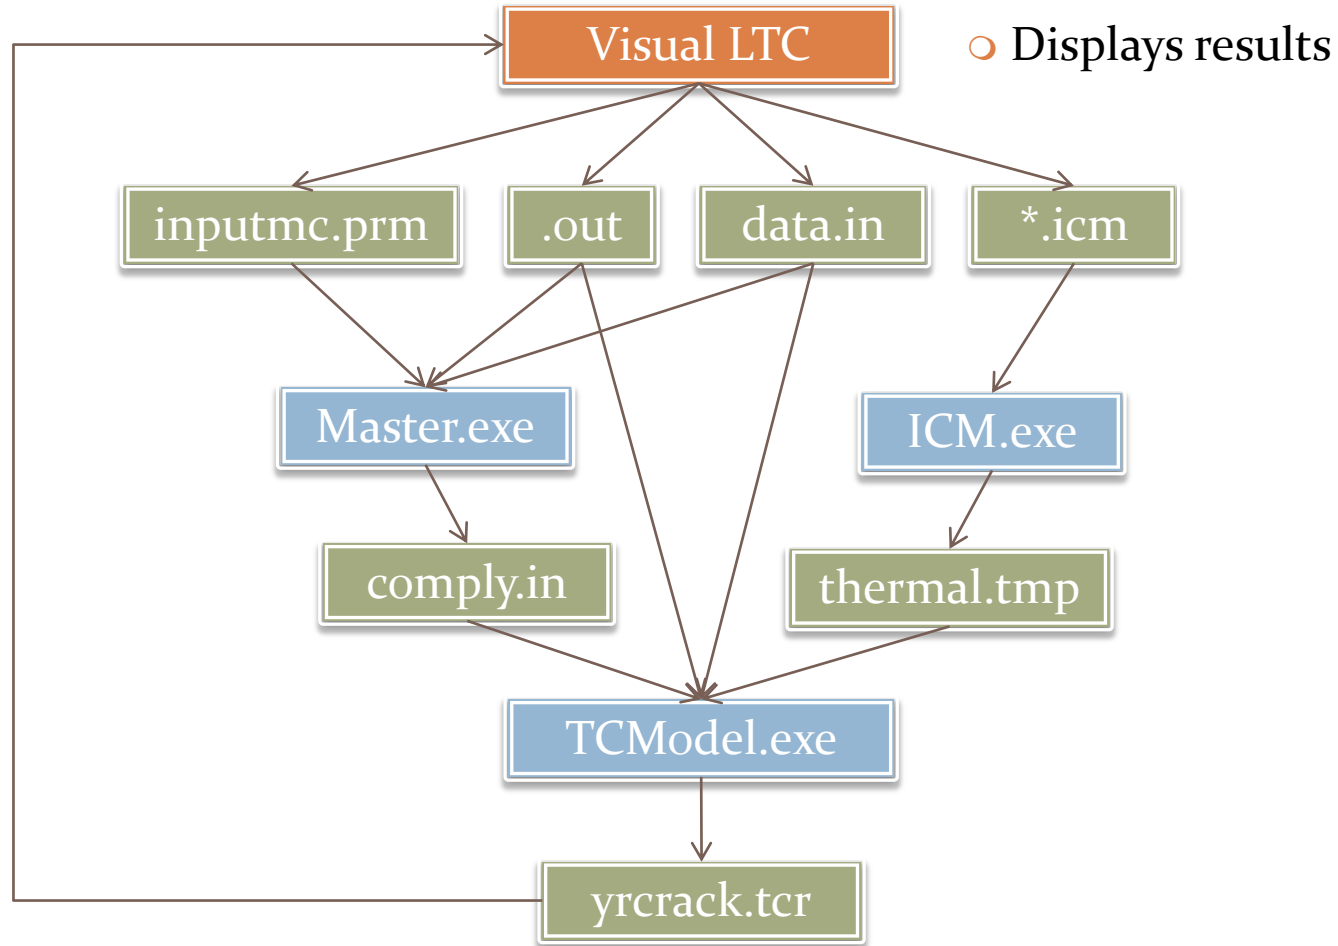 Visual LTC
Displays results
inputmc.prm
.out
data.in
*.icm
Master.exe
ICM.exe
comply.in
thermal.tmp
TCModel.exe
yrcrack.tcr